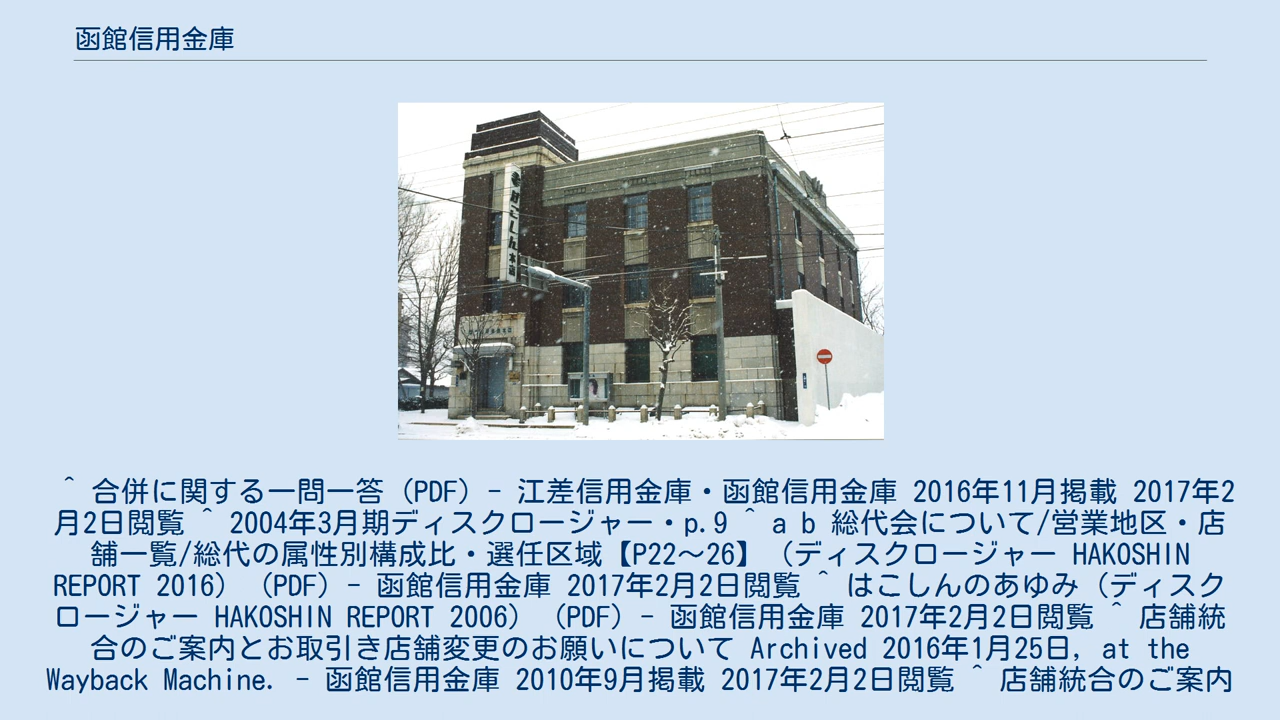 函館信用金庫
はこしん本店
^ 合併に関する一問一答（PDF）- 江差信用金庫・函館信用金庫 2016年11月掲載 2017年2
月2日閲覧 ^ 2004年3月期ディスクロージャー・p.9 ^ a b 総代会について/営業地区・店
舗一覧/総代の属性別構成比・選任区域【P22～26】（ディスクロージャー HAKOSHIN
REPORT 2016）（PDF）- 函館信用金庫 2017年2月2日閲覧 ^ はこしんのあゆみ（ディスク
ロージャー HAKOSHIN REPORT 2006）（PDF）- 函館信用金庫 2017年2月2日閲覧 ^ 店舗統
合のご案内とお取引き店舗変更のお願いについて Archived 2016年1月25日, at the
Wayback Machine. - 函館信用金庫 2010年9月掲載 2017年2月2日閲覧 ^ 店舗統合のご案内